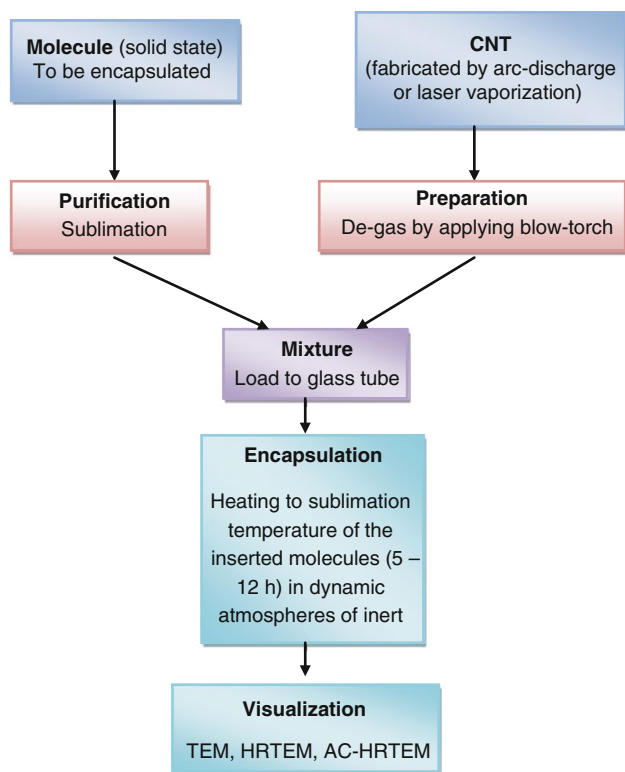 Molecule (solid state)
To be encapsulated
CNT
(fabricated by arc-discharge
or laser vaporization)
Purification
Sublimation
Preparation
De-gas by applying blow-torch
Mixture
Load to glass tube
Encapsulation
Heating to sublimation
temperature of the
inserted molecules (5 –
12 h) in dynamic
atmospheres of inert
Visualization
TEM, HRTEM, AC-HRTEM